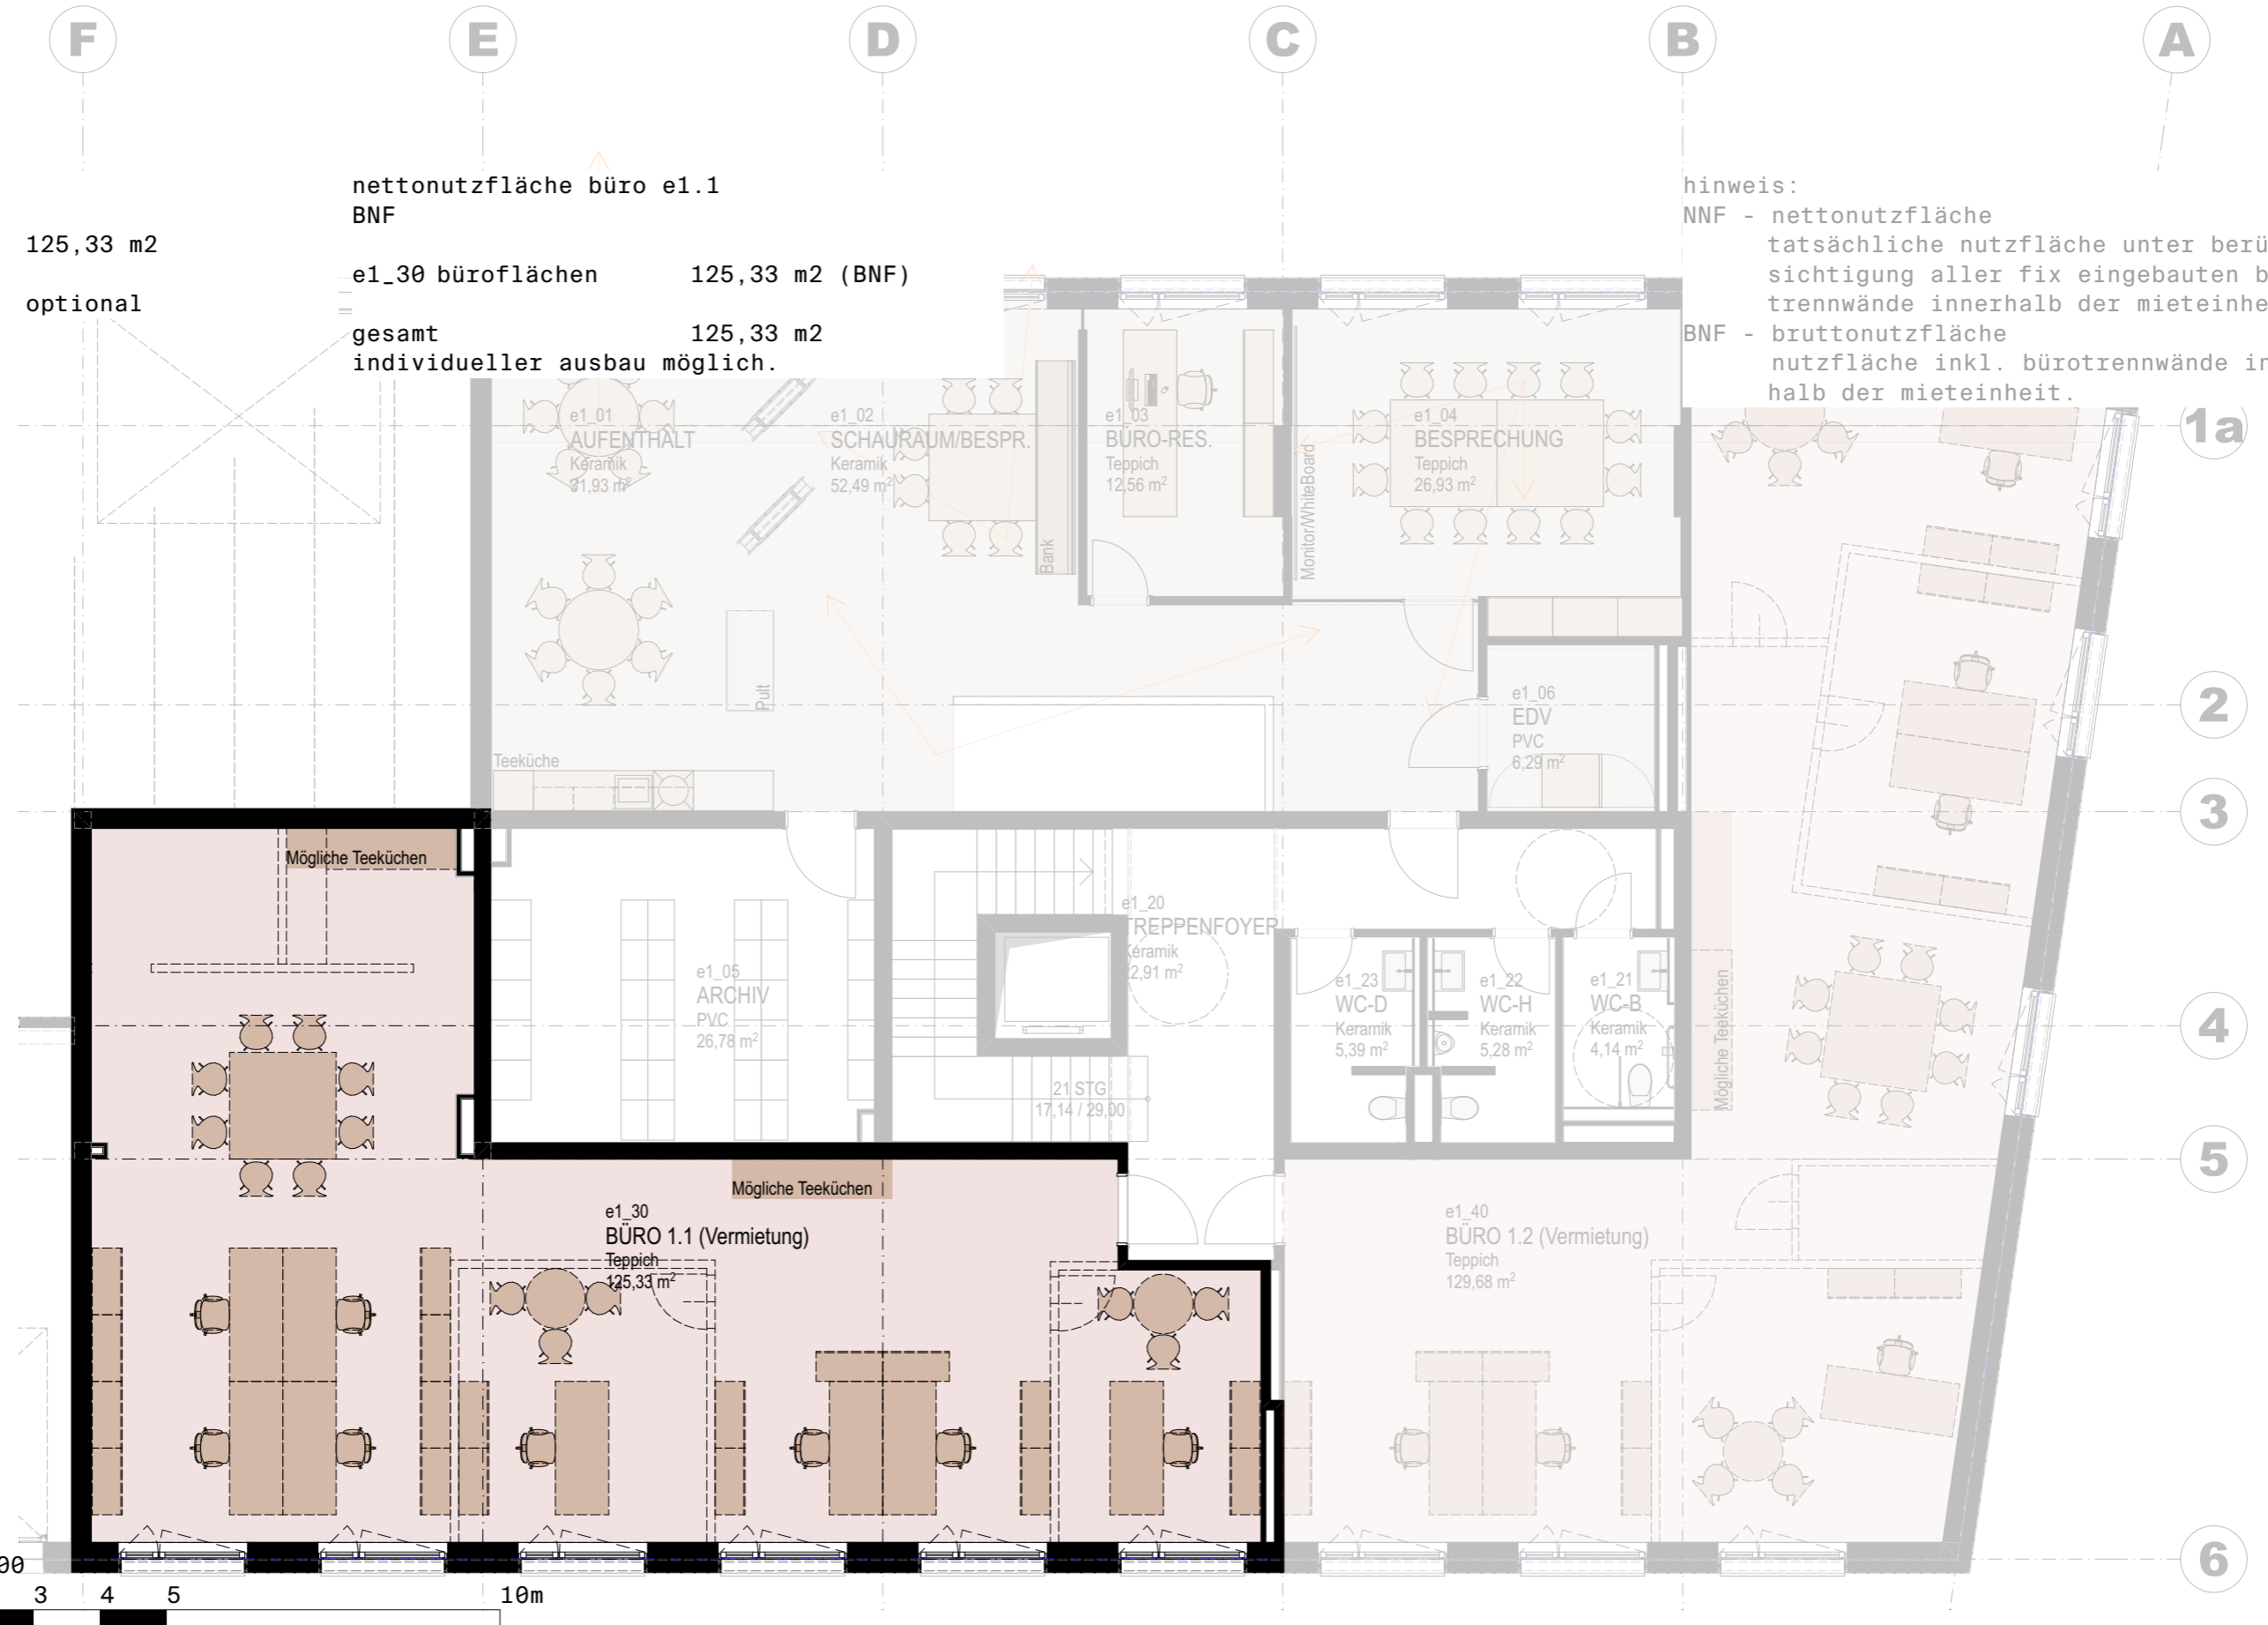 F E D C B A
nettonutzfläche büro e1.1
BNF
125,33 m2
e1_30 büroflächen 125,33 m2 (BNF)
optional
gesamt 125,33 m2
individueller ausbau möglich.
hinweis:
NNF - nettonutzfläche
tatsächliche nutzfläche unter
sichtigung aller fix eingebauten
trennwände innerhalb der
BNF - bruttonutzfläche
nutzfläche inkl. bürotrennwände
halb der mieteinheit.
1a
2
3
4
5
6
e1_01
AUFENTHALT
Keramik
31,93 m²
e1_02
SCHAURAUM/BESPR.
Keramik
52,49 m²
Bank
e1_03
BÜRO-RES.
Teppich
12,56 m²
Monitor/WhiteBoard
e1_04
BESPRECHUNG
Teppich
26,93 m²
Pult
Teeküche
e1_06
EDV
PVC
6,29 m²
Mögliche Teeküchen
e1_05
ARCHIV
PVC
26,78 m²
e1_20
TREPPENFOYER
Keramik
21 STG
17,14 / 29,00
e1_23
WC-D
Keramik
5,39 m²
e1_22
WC-H
Keramik
5,28 m²
e1_21
WC-B
Keramik
4,14 m²
Mögliche Teeküchen
Mögliche Teeküchen
e1_30
BÜRO 1.1 (Vermietung)
Teppich
125,33 m²
e1_40
BÜRO 1.2 (Vermietung)
Teppich
129,68 m²
3 4 5 10m